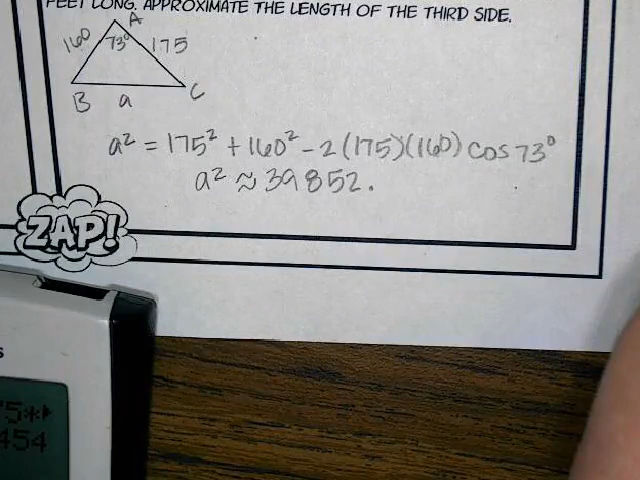 FEET LONG. APPROXIMATE THE LENGTH OF THE THIRD SIDE.
A
160 73° 175
B a C
a² = 175² + 160² - 2(175)(160) cos 73°
a² ≈ 39852.
ZAP!
s
75*
454